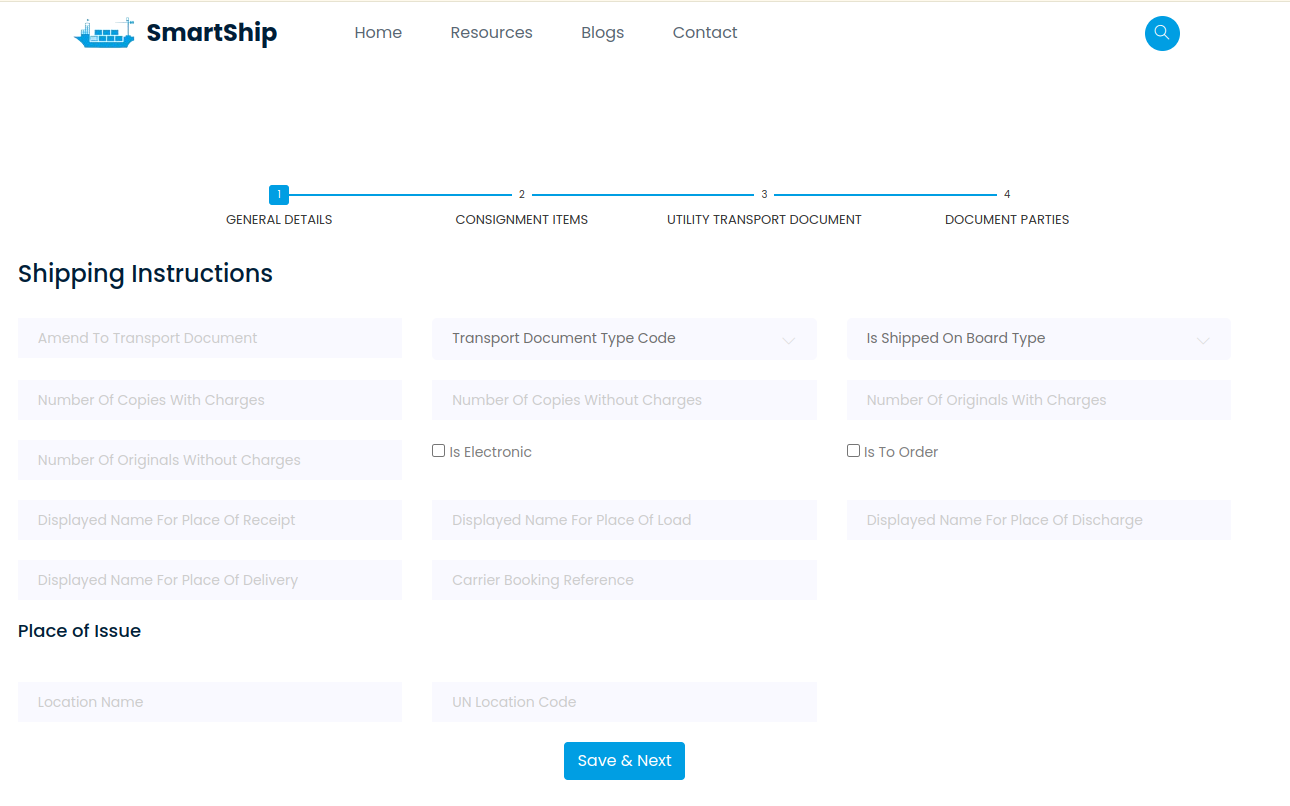 SmartShip Home Resources Blogs Contact
1 2 3 4
GENERAL DETAILS CONSIGNMENT ITEMS UTILITY TRANSPORT DOCUMENT DOCUMENT PARTIES
Shipping Instructions
Amend To Transport Document Transport Document Type Code Is Shipped On Board Type
Number Of Copies With Charges Number Of Copies Without Charges Number Of Originals With Charges
Number Of Originals Without Charges Is Electronic Is To Order
Displayed Name For Place Of Receipt Displayed Name For Place Of Load Displayed Name For Place Of Discharge
Displayed Name For Place Of Delivery Carrier Booking Reference
Place of Issue
Location Name UN Location Code
Save & Next